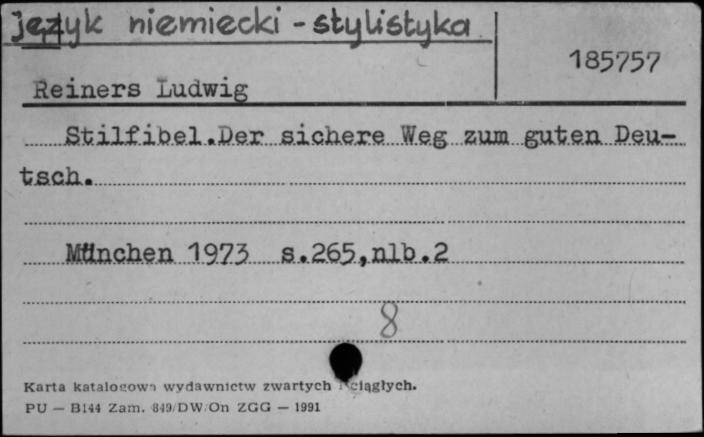 język niemiecki - stylistyka
185757
Reiners Ludwig
Stilfibel.Der sichere Weg zum guten Deu-
tsch.
München 1973 s.265,nlb.2
8
Karta katalogowa wydawnictw zwartych i ciągłych.
PU — B144 Zam. 849/DW/On ZGG — 1991